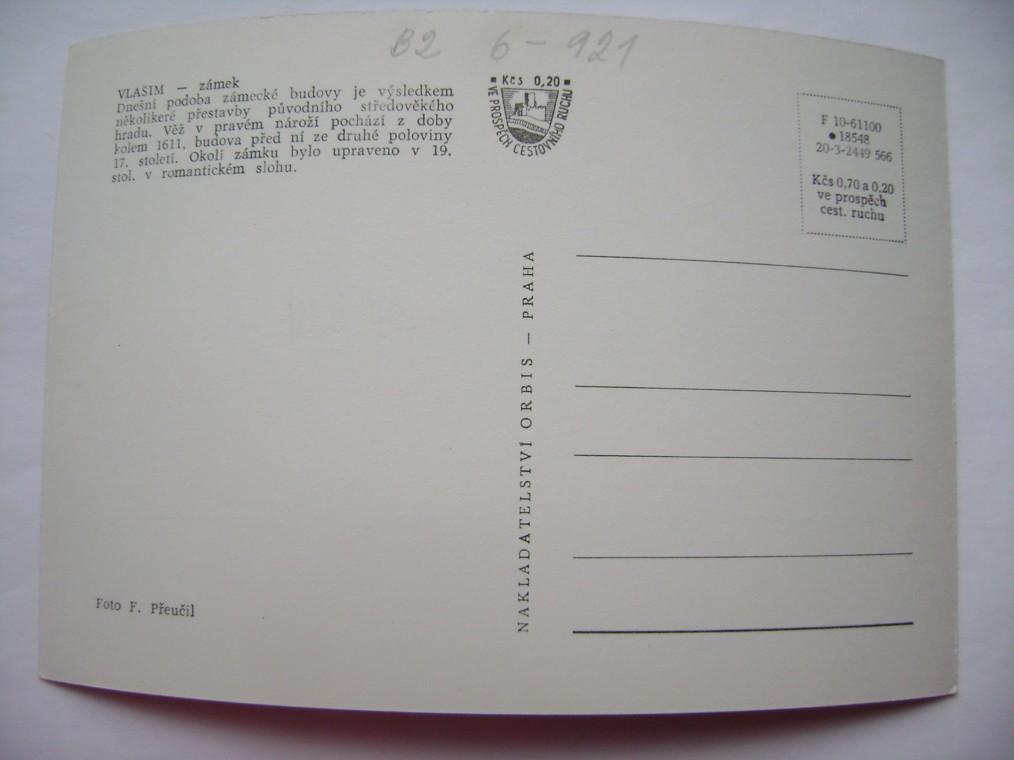 B2 6-921
VLAŠIM — zámek
Dnešní podoba zámecké budovy je výsledkem
několikeré přestavby původního středověkého
hradu. Věž v pravém nároží pochází z doby
kolem 1611, budova před ní ze druhé poloviny
17. století. Okolí zámku bylo upraveno v 19.
stol. v romantickém slohu.
Kčs 0,20
VE PROSPĚCH CESTOVNÍHO RUCHU
F 10-61100
● 18548
20-3-2449 566
Kčs 0,70 a 0,20
ve prospěch
cest. ruchu
NAKLADATELSTVÍ ORBIS — PRAHA
Foto F. Přeučil